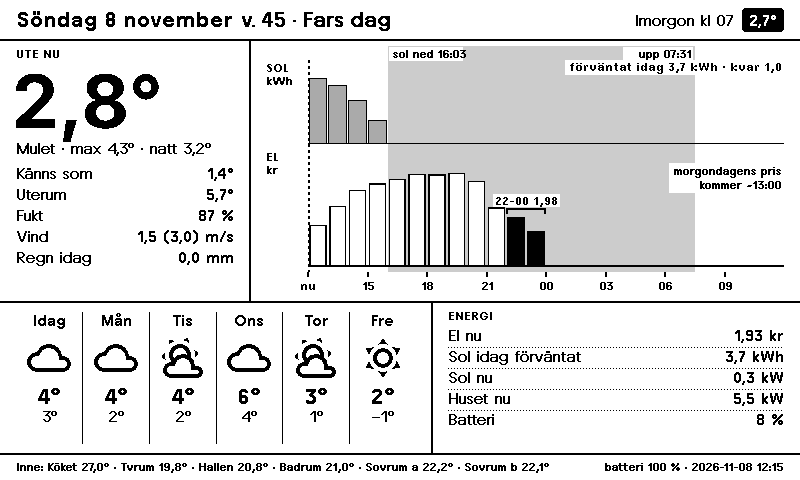 Söndag 8 november v. 45 · Fars dag
Imorgon kl 07 2,7°
UTE NU
2,8°
Mulet · max 4,3° · natt 3,2°
Känns som 1,4°
Uterum 5,7°
Fukt 87 %
Vind 1,5 (3,0) m/s
Regn idag 0,0 mm
SOL
kWh
sol ned 16:03
upp 07:31
förväntat idag 3,7 kWh · kvar 1,0
EL
kr
morgondagens pris
kommer ~13:00
22-00 1,98
nu 15 18 21 00 03 06 09
Idag Mån Tis Ons Tor Fre
4° 4° 4° 6° 3° 2°
3° 2° 2° 4° 1° −1°
ENERGI
El nu 1,93 kr
Sol idag förväntat 3,7 kWh
Sol nu 0,3 kW
Huset nu 5,5 kW
Batteri 8 %
Inne: Köket 27,0° · Tvrum 19,8° · Hallen 20,8° · Badrum 21,0° · Sovrum a 22,2° · Sovrum b 22,1°
batteri 100 % · 2026-11-08 12:15